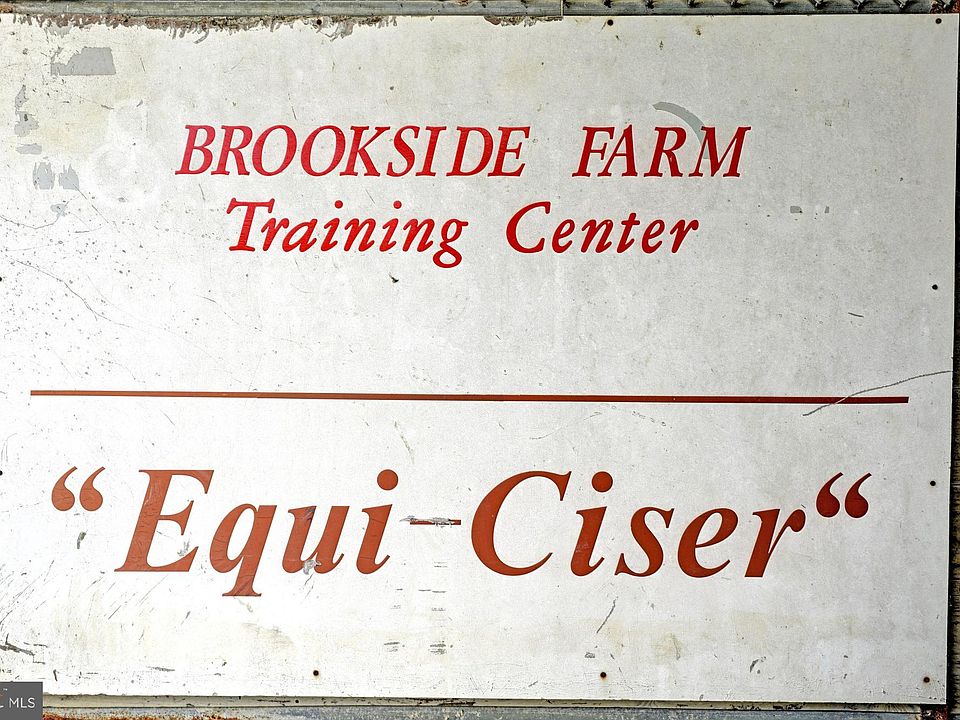 BROOKSIDE FARM
Training Center
“Equi-Ciser“
MLS